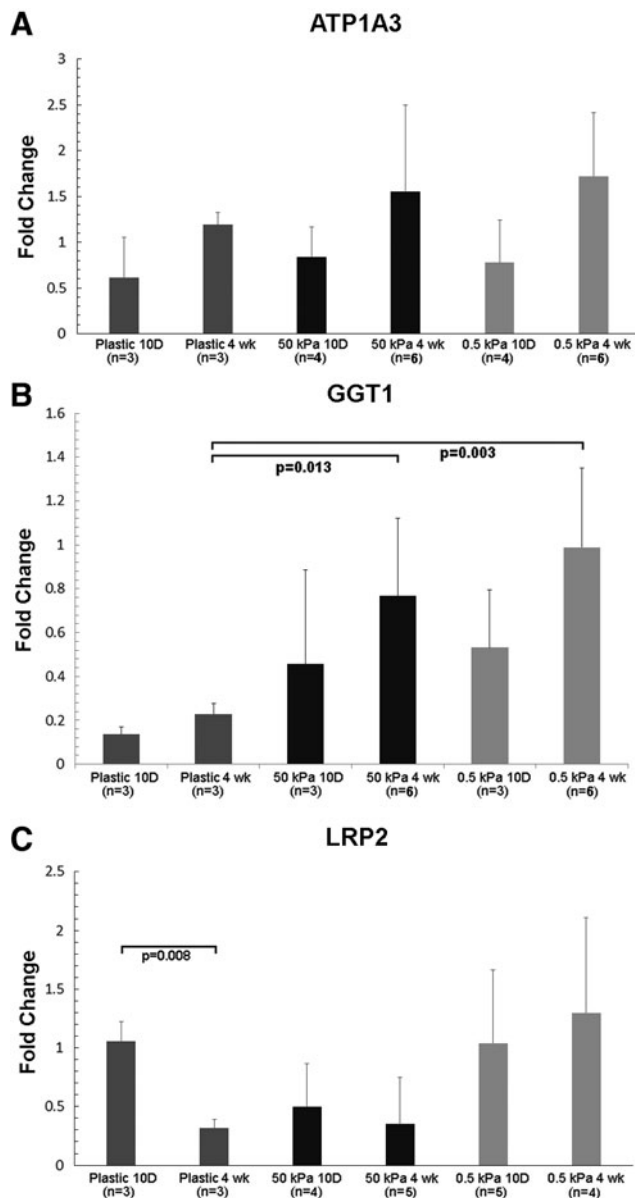 A
ATP1A3
Fold Change
3
2.5
2
1.5
1
0.5
0
Plastic 10D Plastic 4 wk 50 kPa 10D 50 kPa 4 wk 0.5 kPa 10D 0.5 kPa 4 wk
(n=3) (n=3) (n=4) (n=6) (n=4) (n=6)
B
GGT1
Fold Change
1.6
1.4
1.2
1
0.8
0.6
0.4
0.2
0
p=0.013 p=0.003
Plastic 10D Plastic 4 wk 50 kPa 10D 50 kPa 4 wk 0.5 kPa 10D 0.5 kPa 4 wk
(n=3) (n=3) (n=3) (n=6) (n=3) (n=6)
C
LRP2
Fold Change
2.5
2
1.5
1
0.5
0
p=0.008
Plastic 10D Plastic 4 wk 50 kPa 10D 50 kPa 4 wk 0.5 kPa 10D 0.5 kPa 4 wk
(n=3) (n=3) (n=4) (n=5) (n=5) (n=4)